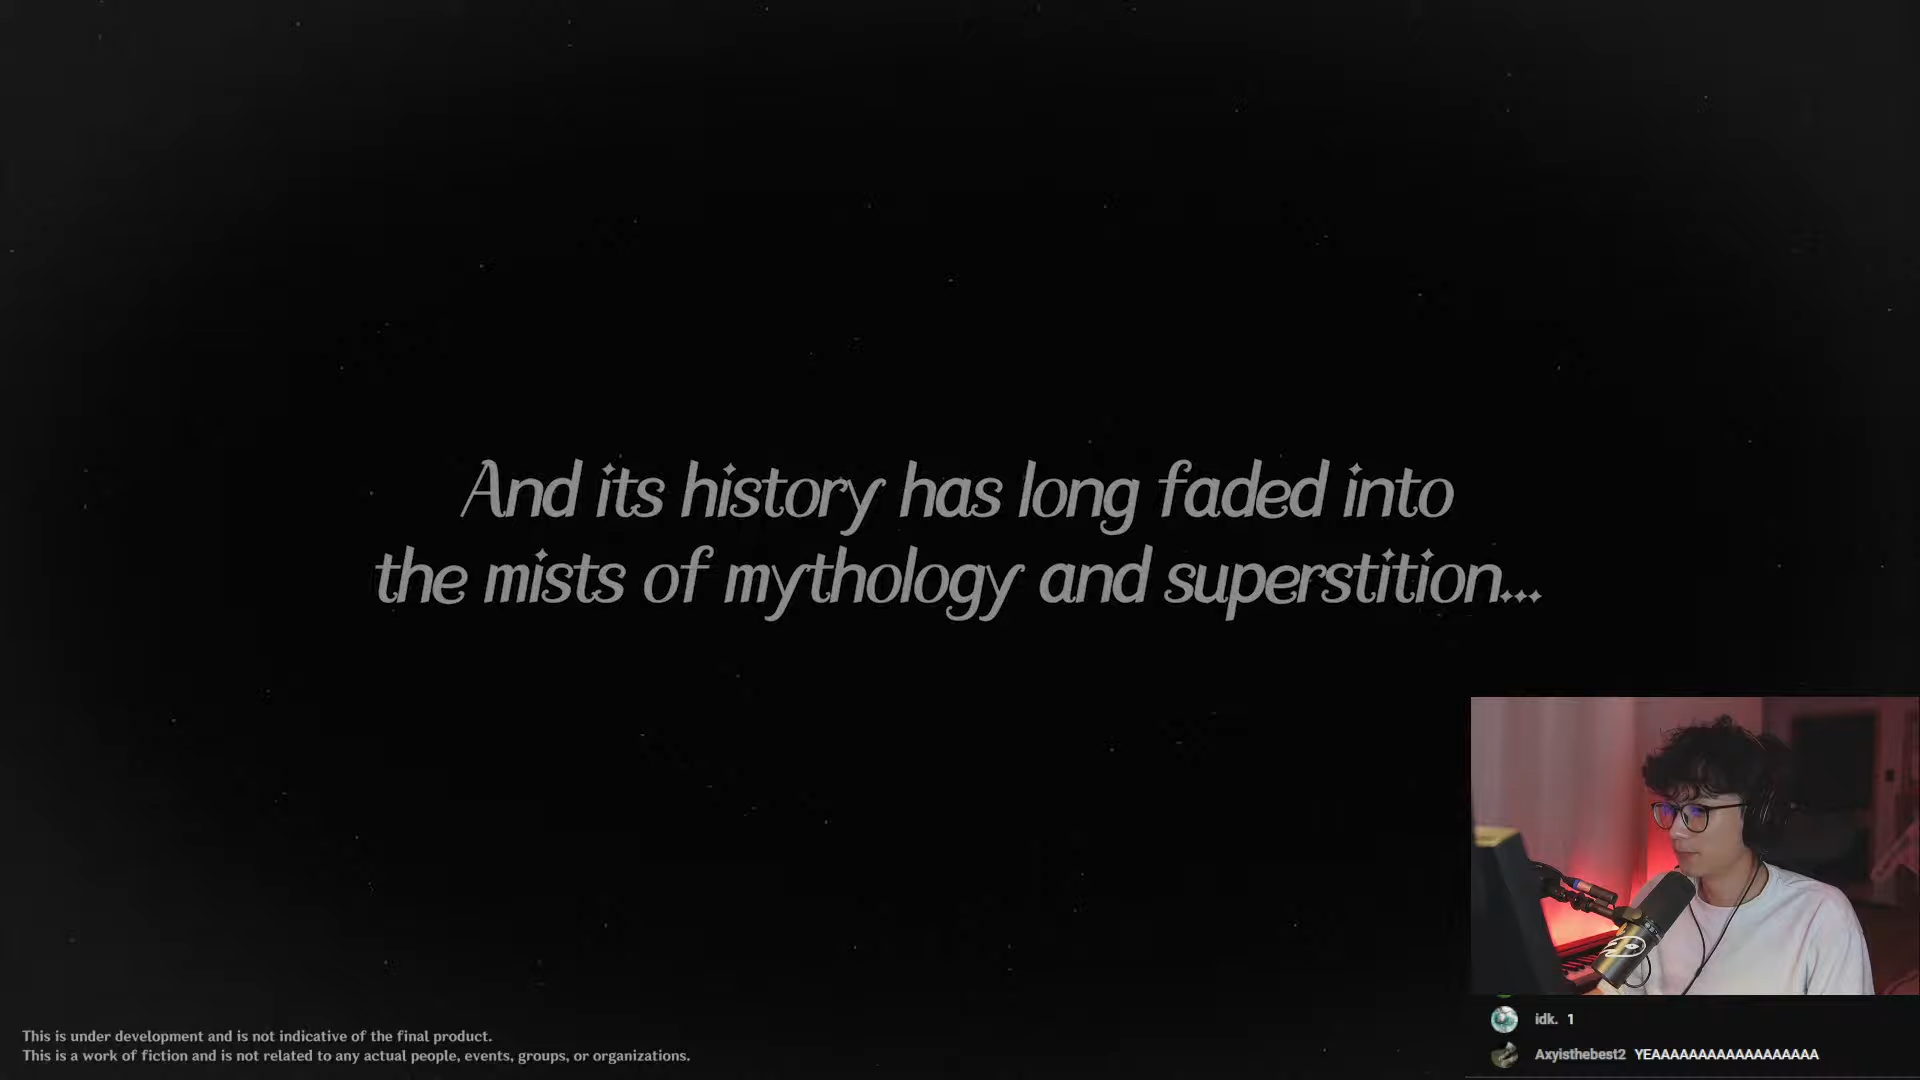 And its history has long faded into
the mists of mythology and superstition...
This is under development and is not indicative of the final product.
This is a work of fiction and is not related to any actual people, events, groups, or organizations.
idk. 1
Axyisthebest2 YEAAAAAAAAAAAAAAAAAA